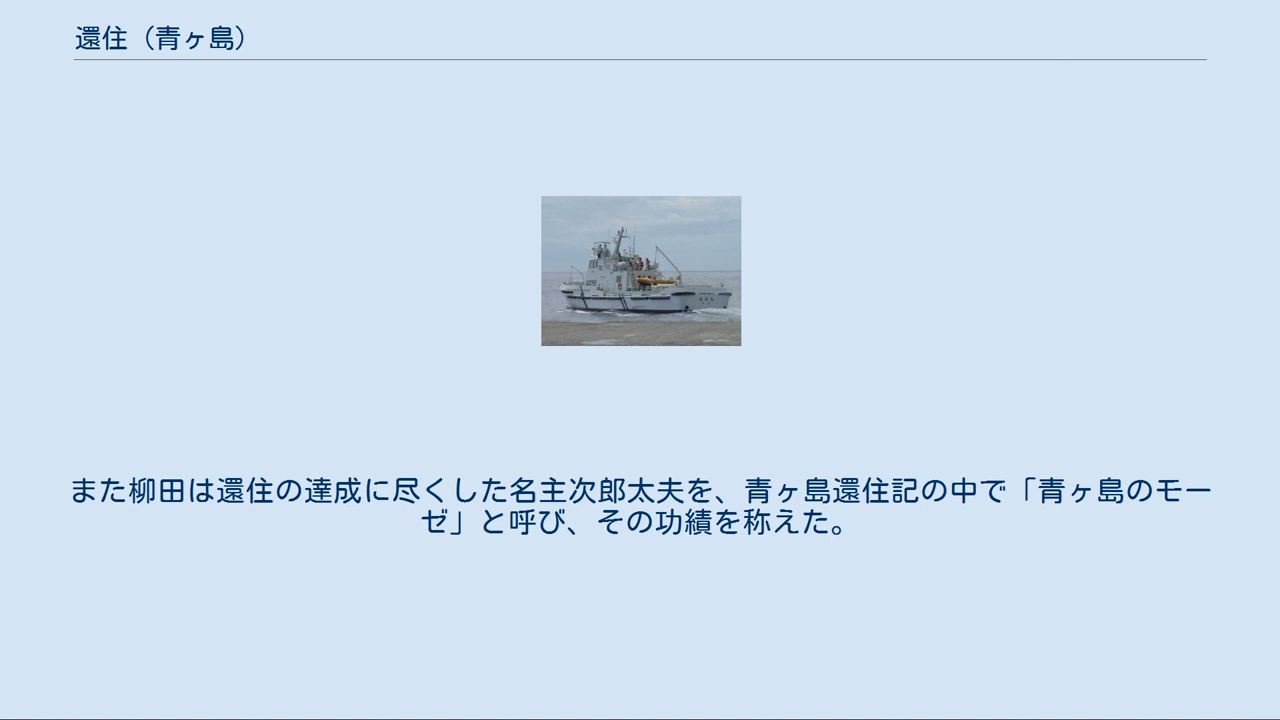 還住（青ヶ島）
また柳田は還住の達成に尽くした名主次郎太夫を、青ヶ島還住記の中で「青ヶ島のモー
ゼ」と呼び、その功績を称えた。